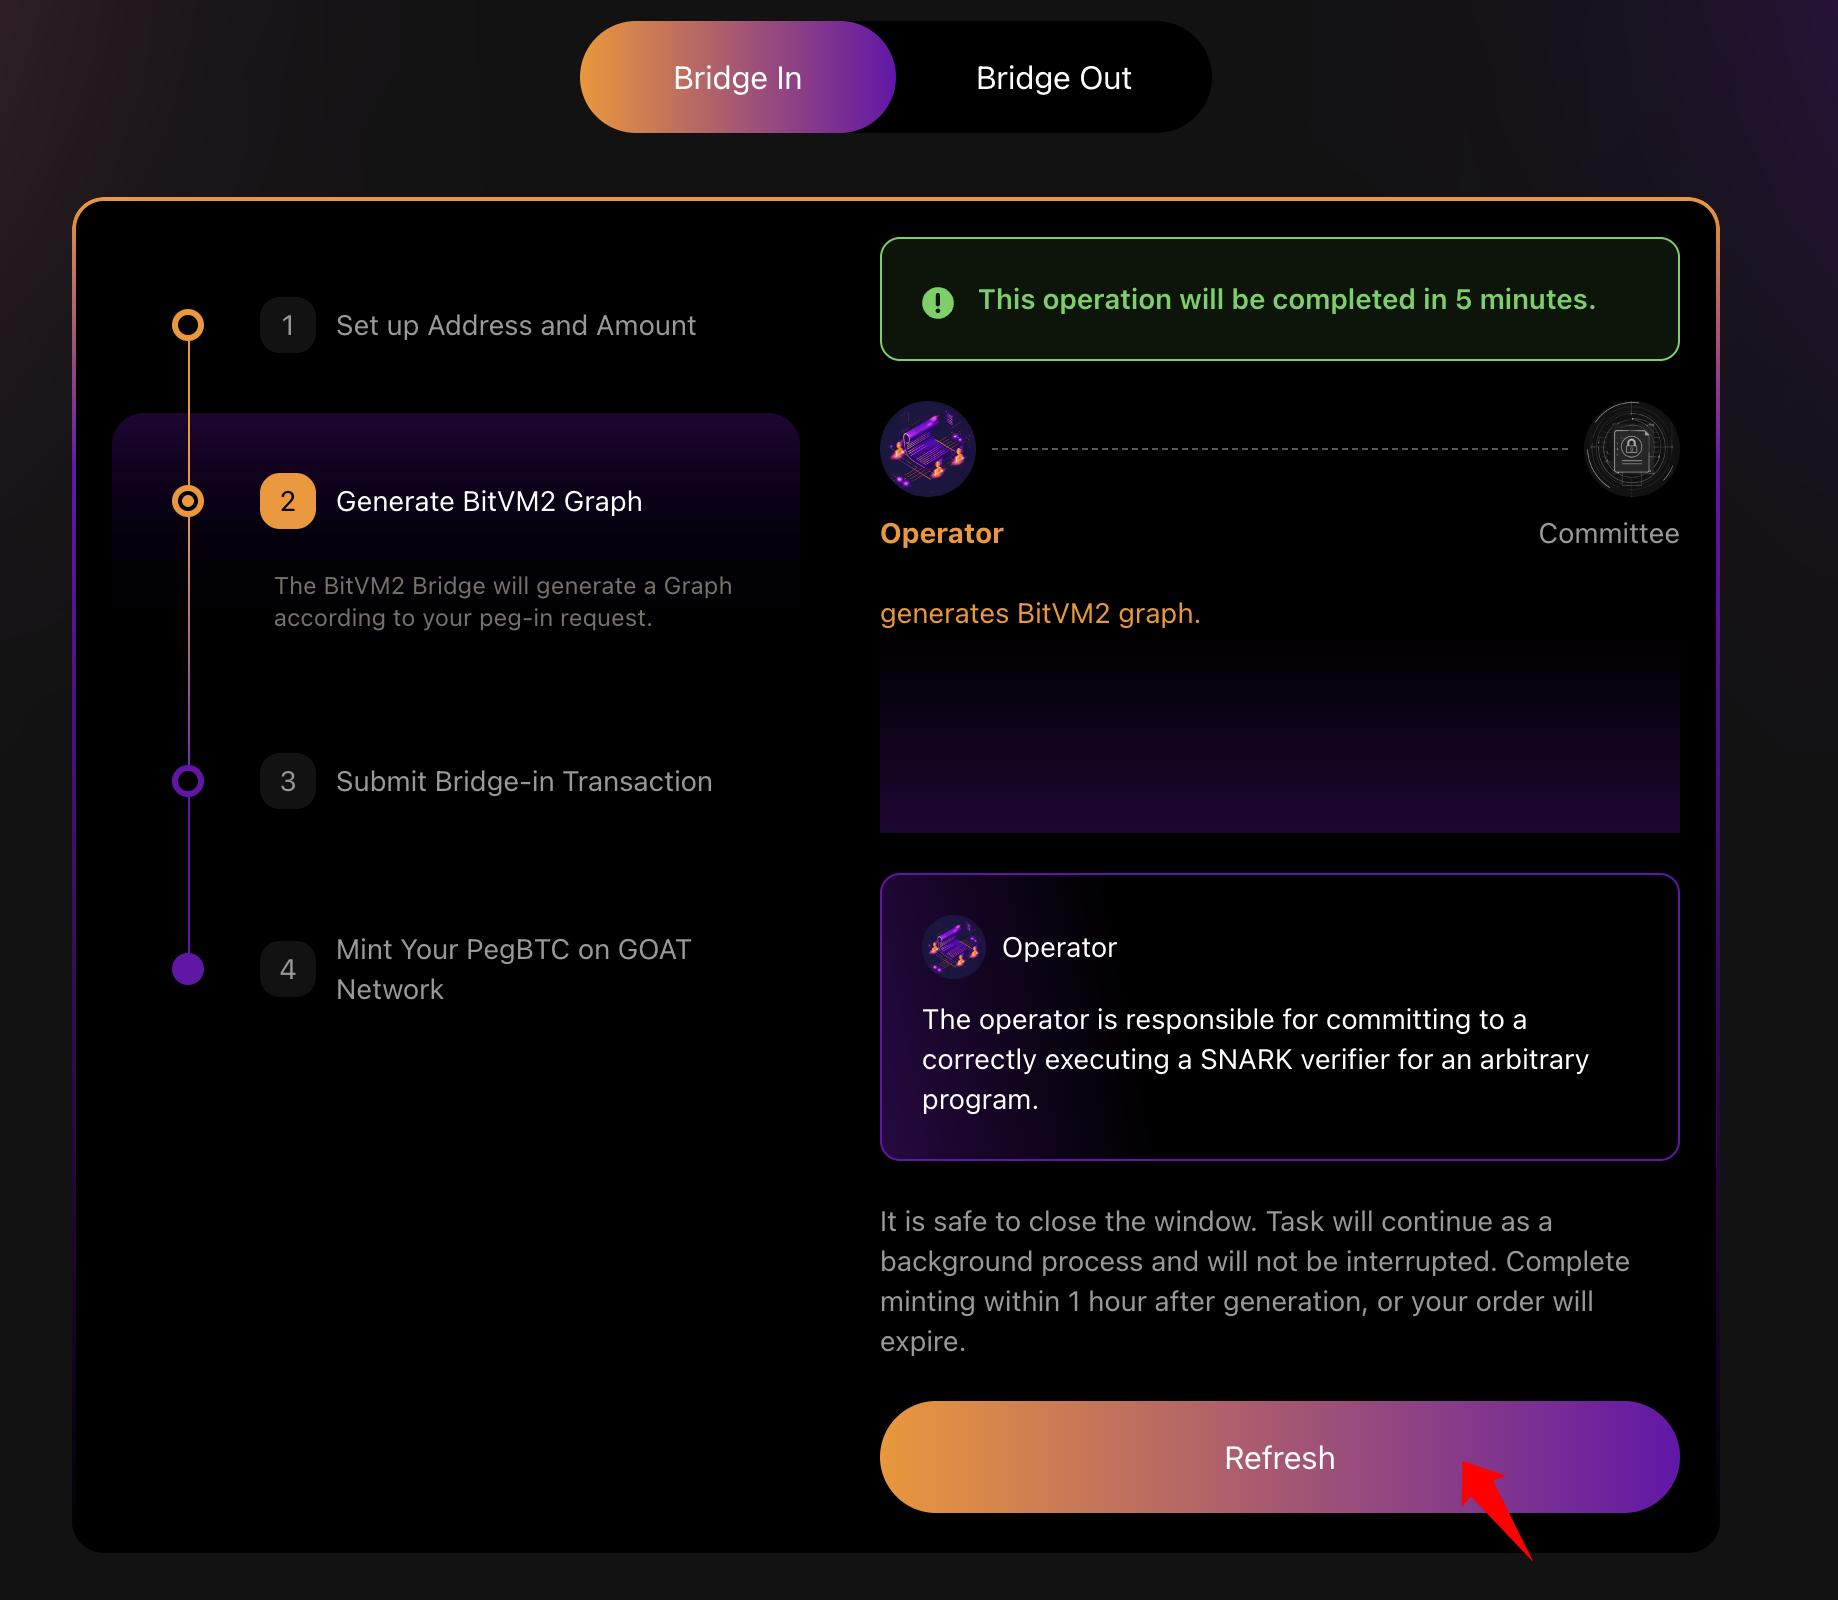 Bridge In
Bridge Out
1
Set up Address and Amount
2
Generate BitVM2 Graph
The BitVM2 Bridge will generate a Graph
according to your peg-in request.
3
Submit Bridge-in Transaction
4
Mint Your PegBTC on GOAT
Network
This operation will be completed in 5 minutes.
Operator
Committee
generates BitVM2 graph.
Operator
The operator is responsible for committing to a
correctly executing a SNARK verifier for an arbitrary
program.
It is safe to close the window. Task will continue as a
background process and will not be interrupted. Complete
minting within 1 hour after generation, or your order will
expire.
Refresh